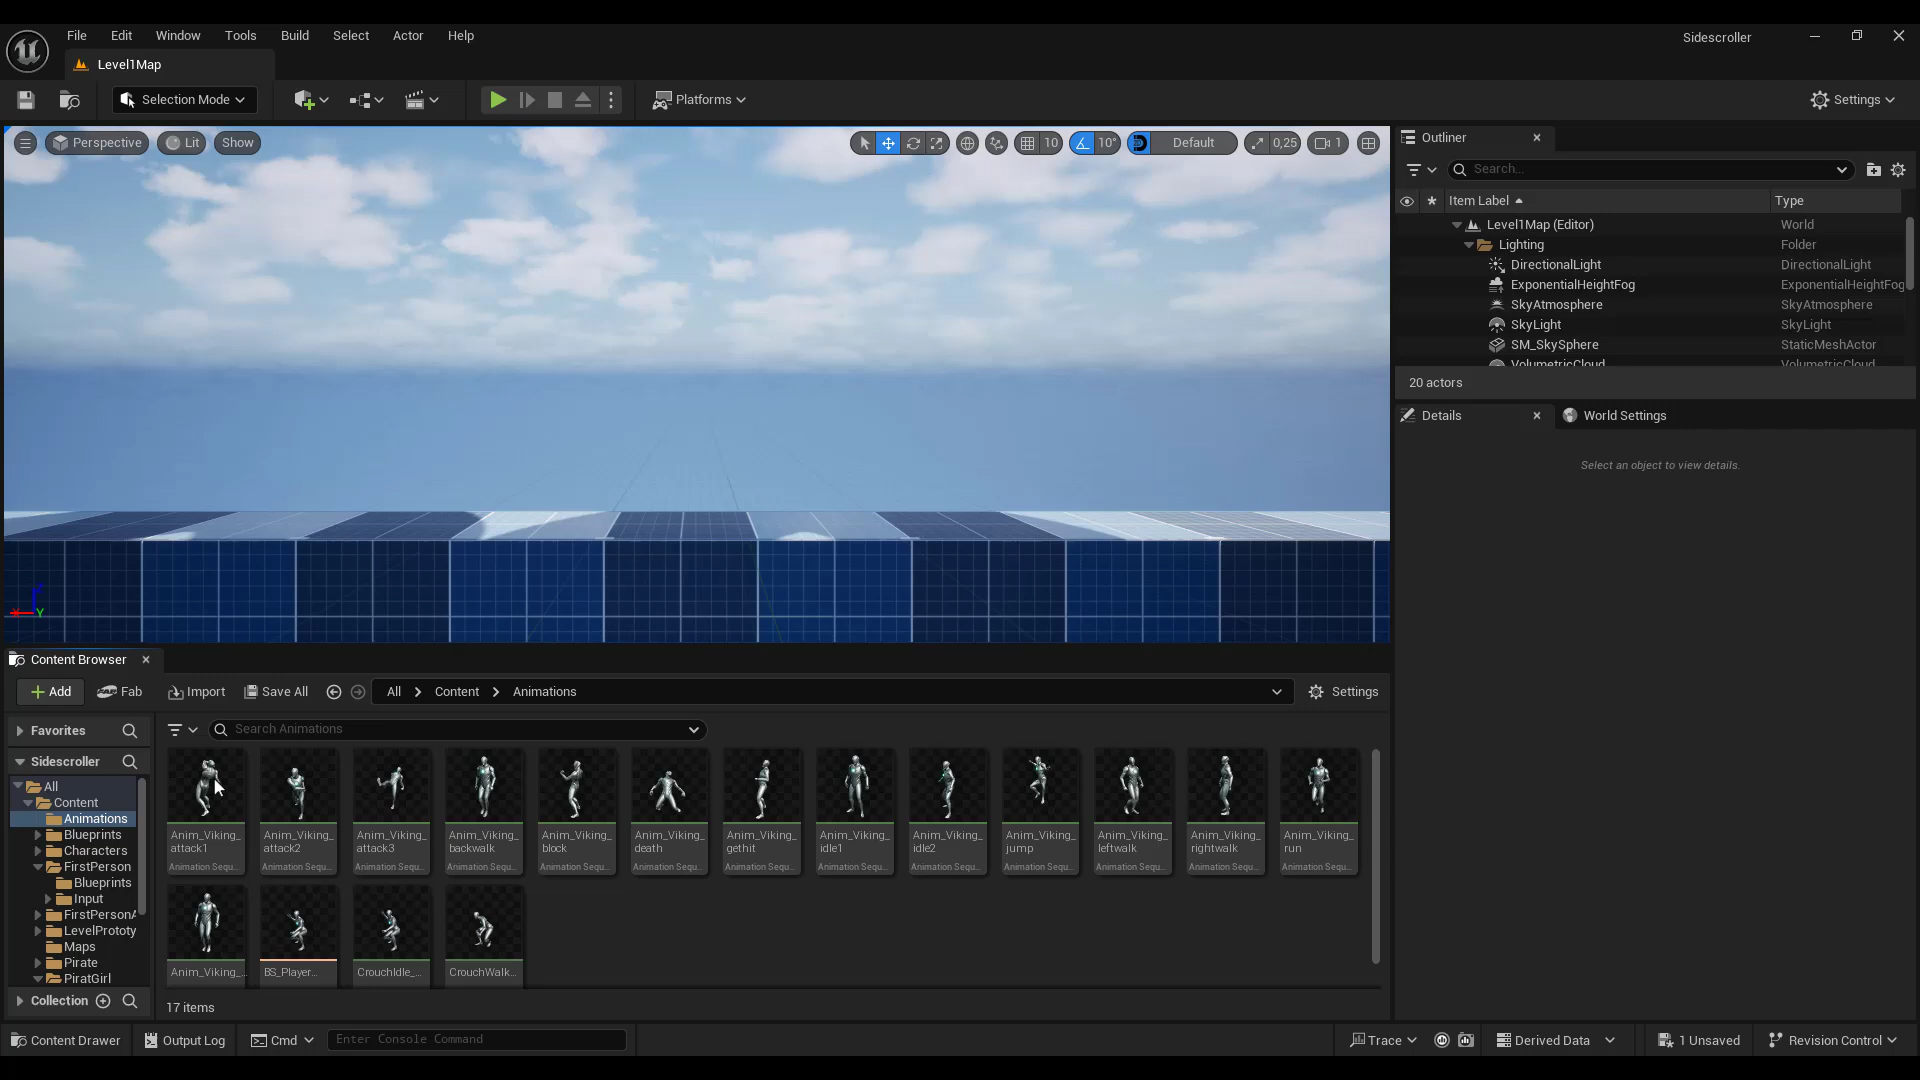 File Edit Window Tools Build Select Actor Help
Sidescroller
Level1Map
Selection Mode
Platforms
Settings
Perspective
Lit
Show
10
10°
Default
0,25
1
Outliner
Search...
Item Label
Type
Level1Map (Editor)
World
Lighting
Folder
DirectionalLight
DirectionalLight
ExponentialHeightFog
ExponentialHeightFog
SkyAtmosphere
SkyAtmosphere
SkyLight
SkyLight
SM_SkySphere
StaticMeshActor
VolumetricCloud
VolumetricCloud
20 actors
Details
World Settings
Select an object to view details.
Content Browser
Add
Fab
Import
Save All
All
Content
Animations
Settings
Favorites
Search Animations
Sidescroller
All
Content
Animations
Blueprints
Characters
FirstPerson
Blueprints
Input
FirstPersonA
LevelPrototy
Maps
Pirate
PiratGirl
Collection
Anim_Viking_
attack1
Animation Sequ...
Anim_Viking_
attack2
Animation Sequ...
Anim_Viking_
attack3
Animation Sequ...
Anim_Viking_
backwalk
Animation Sequ...
Anim_Viking_
block
Animation Sequ...
Anim_Viking_
death
Animation Sequ...
Anim_Viking_
gethit
Animation Sequ...
Anim_Viking_
idle1
Animation Sequ...
Anim_Viking_
idle2
Animation Sequ...
Anim_Viking_
jump
Animation Sequ...
Anim_Viking_
leftwalk
Animation Sequ...
Anim_Viking_
rightwalk
Animation Sequ...
Anim_Viking_
run
Animation Sequ...
Anim_Viking_...
BS_Player...
CrouchIdle_...
CrouchWalk...
17 items
Content Drawer
Output Log
Cmd
Enter Console Command
Trace
Derived Data
1 Unsaved
Revision Control
X
Y